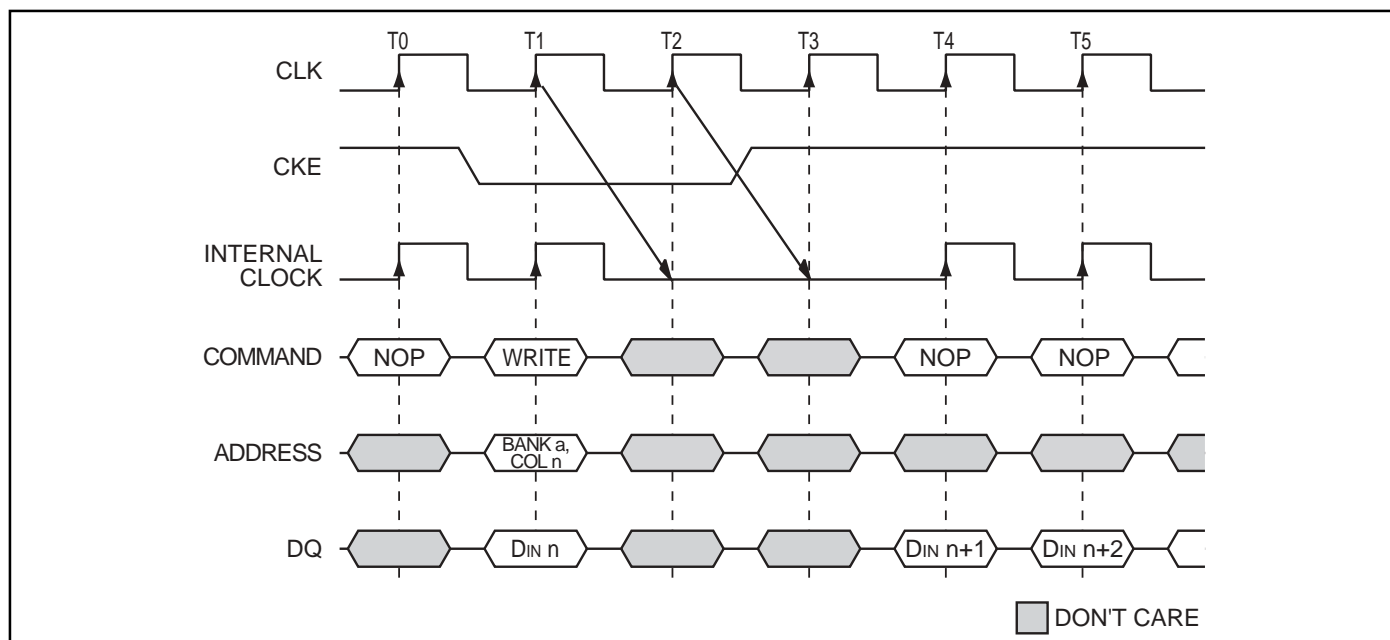 T0 T1 T2 T3 T4 T5
CLK
CKE
INTERNAL
CLOCK
COMMAND NOP WRITE NOP NOP
ADDRESS BANK a,
COL n
DQ DIN n DIN n+1 DIN n+2
DON'T CARE